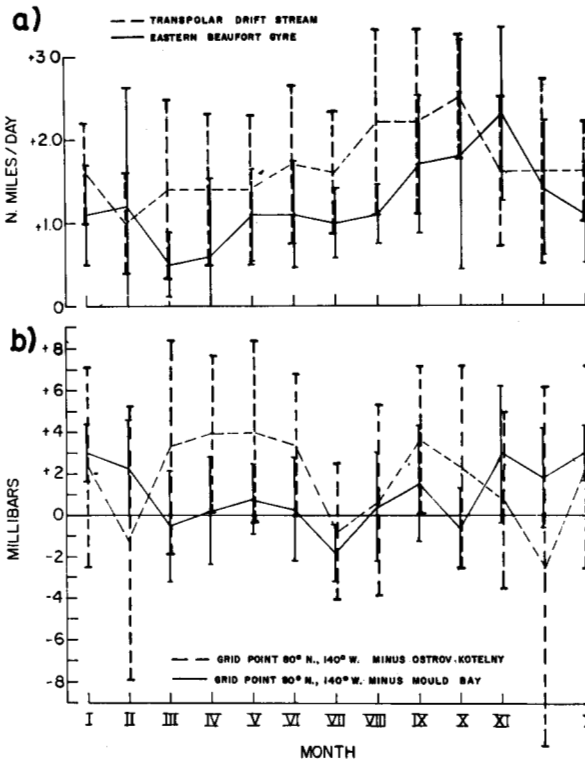 a)
TRANSPOLAR DRIFT STREAM
EASTERN BEAUFORT GYRE
+3.0
+2.0
+1.0
0
N. MILES/DAY
b)
+8
+6
+4
+2
0
-2
-4
-6
-8
MILLIBARS
GRID POINT 80° N., 140° W. MINUS OSTROV KOTELNY
GRID POINT 80° N., 140° W. MINUS MOULD BAY
I II III IV V VI VII VIII IX X XI
MONTH